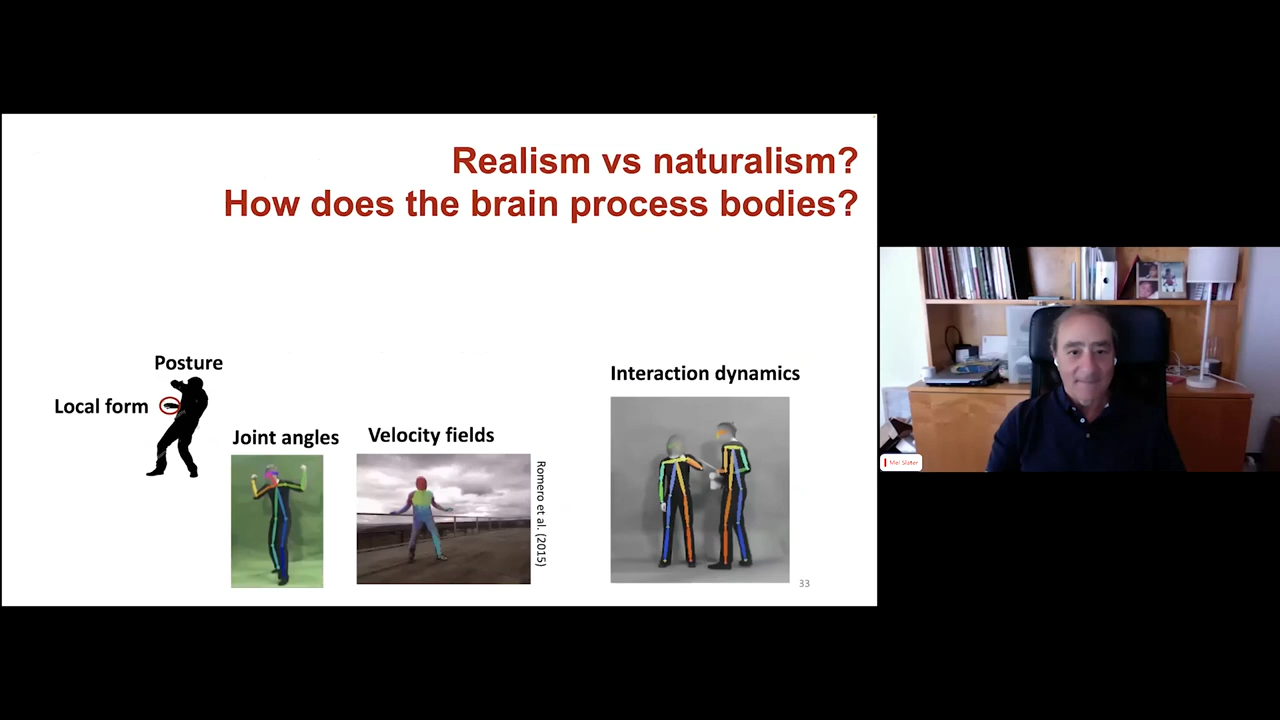 Realism vs naturalism?
How does the brain process bodies?
Posture
Local form
Joint angles
Velocity fields
Romero et al. (2015)
Interaction dynamics
33
Mel Slater